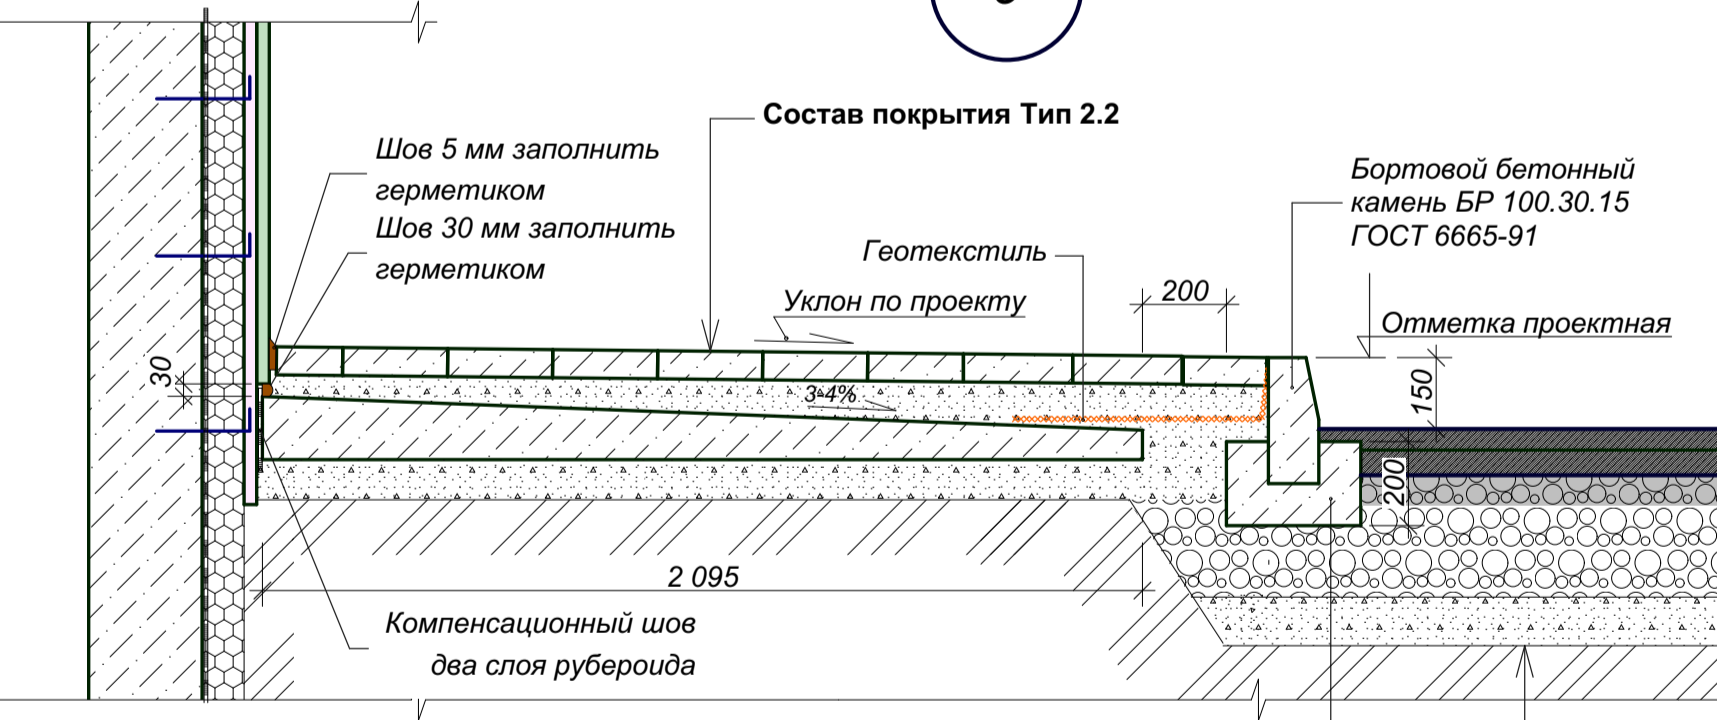 Состав покрытия Тип 2.2
Шов 5 мм заполнить
герметиком
Шов 30 мм заполнить
герметиком
Бортовой бетонный
камень БР 100.30.15
ГОСТ 6665-91
Геотекстиль
Уклон по проекту
200
Отметка проектная
30
3-4%
150
200
2 095
Компенсационный шов
два слоя рубероида